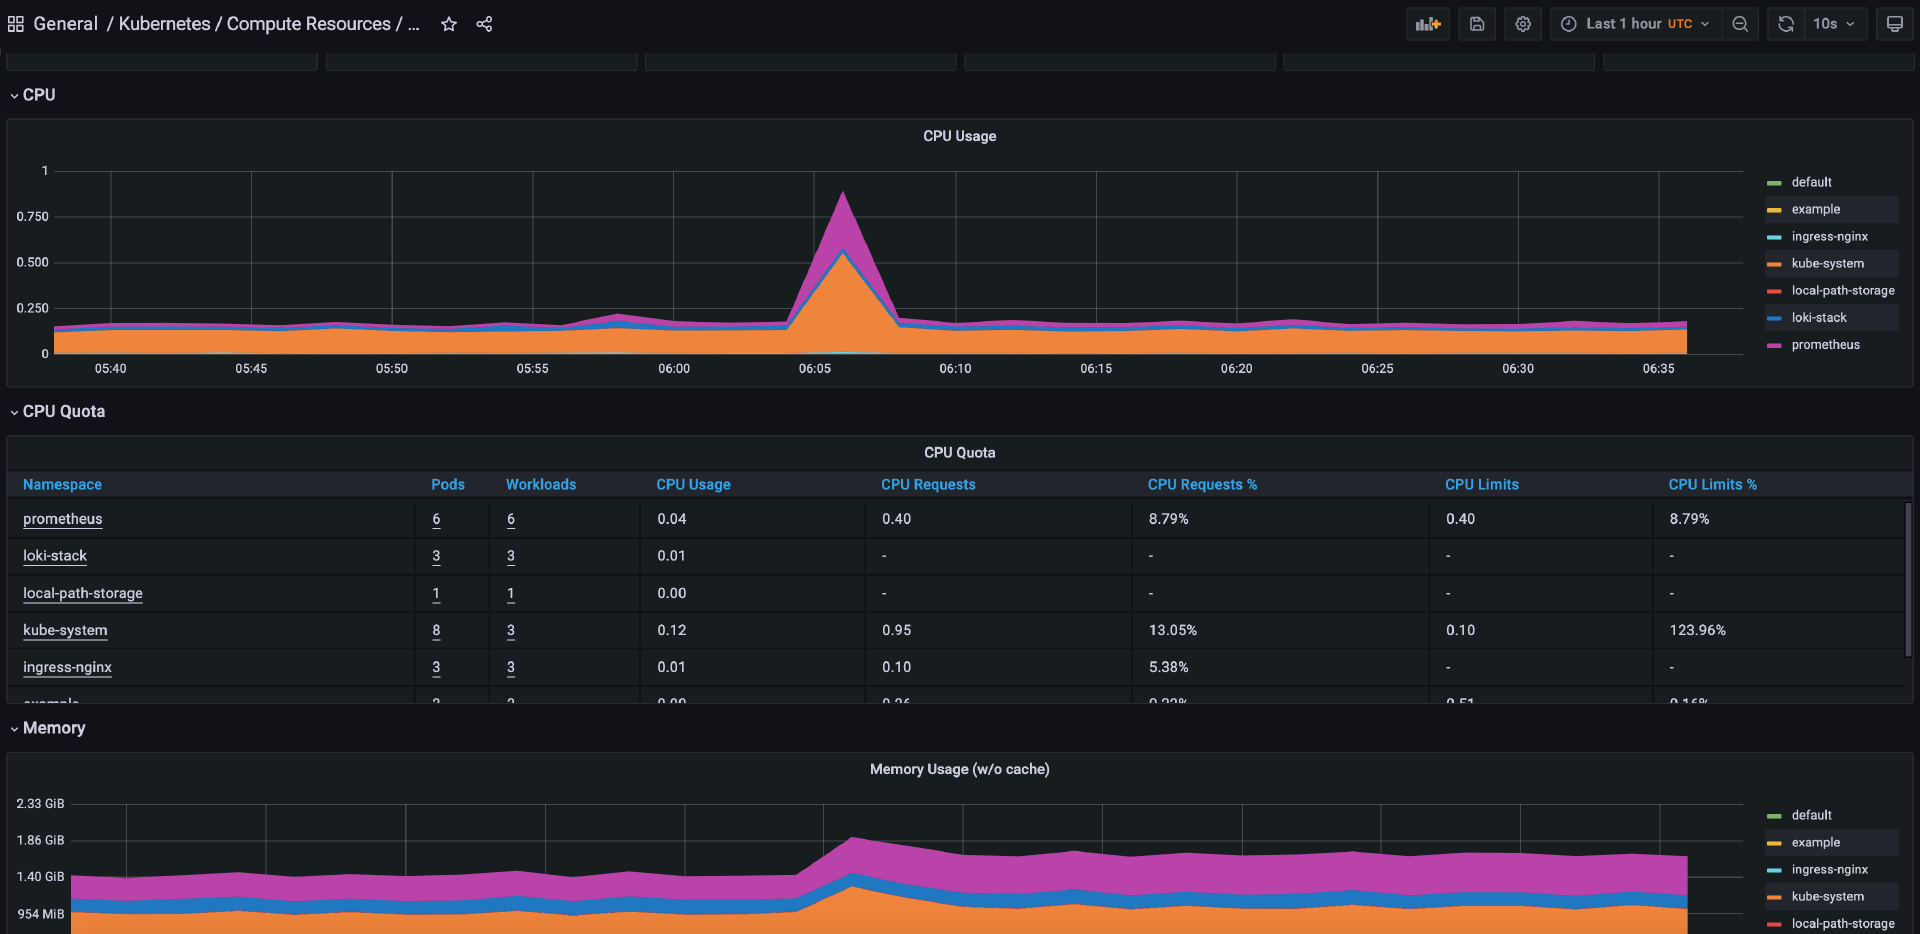 General / Kubernetes / Compute Resources / ...
Last 1 hour UTC
10s
CPU
CPU Usage
1
0.750
0.500
0.250
0
05:40 05:45 05:50 05:55 06:00 06:05 06:10 06:15 06:20 06:25 06:30 06:35
default
example
ingress-nginx
kube-system
local-path-storage
loki-stack
prometheus
CPU Quota
CPU Quota
Namespace Pods Workloads CPU Usage CPU Requests CPU Requests % CPU Limits CPU Limits %
prometheus 6 6 0.04 0.40 8.79% 0.40 8.79%
loki-stack 3 3 0.01 - - - -
local-path-storage 1 1 0.00 - - - -
kube-system 8 3 0.12 0.95 13.05% 0.10 123.96%
ingress-nginx 3 3 0.01 0.10 5.38% - -
example
Memory
Memory Usage (w/o cache)
2.33 GiB
1.86 GiB
1.40 GiB
954 MiB
default
example
ingress-nginx
kube-system
local-path-storage